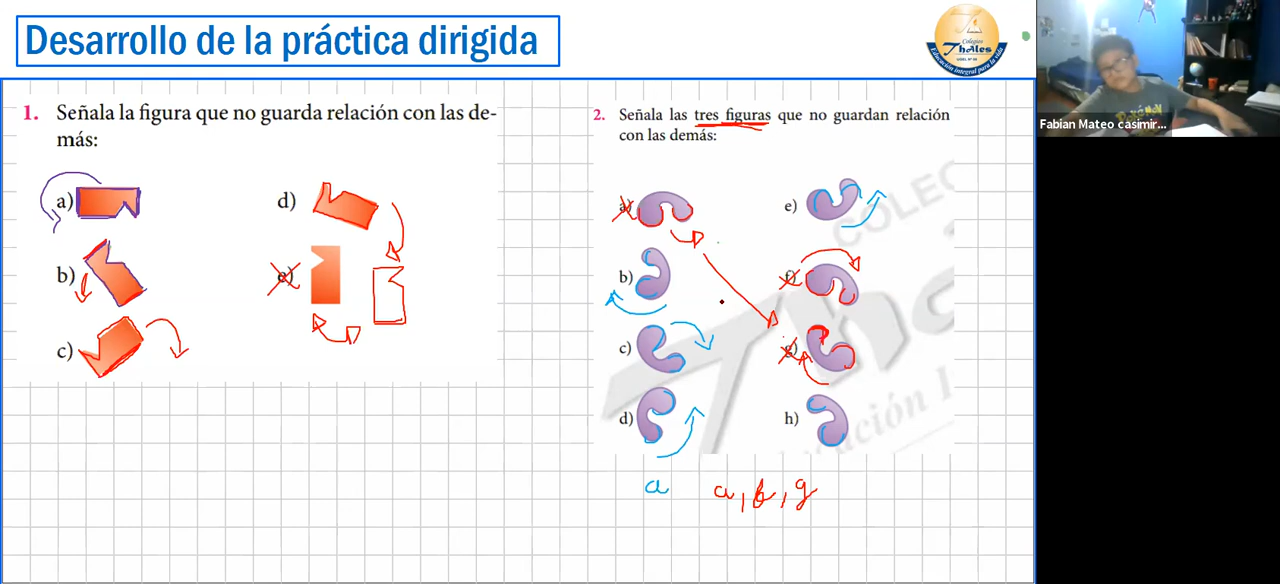 Desarrollo de la práctica dirigida
Colegios
Thales
Educación integral para la vida
Fabian Mateo casimir...
1. Señala la figura que no guarda relación con las de-
más:
a)
b)
c)
d)
e)
2. Señala las tres figuras que no guardan relación
con las demás:
a)
b)
c)
d)
e)
f)
g)
h)
a
a, f, g